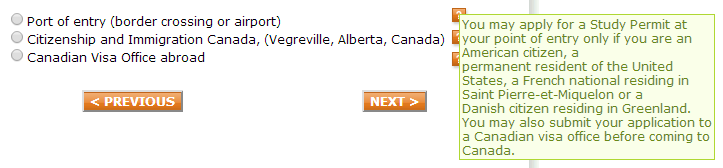 Port of entry (border crossing or airport)
Citizenship and Immigration Canada, (Vegreville, Alberta, Canada)
Canadian Visa Office abroad
< PREVIOUS
NEXT >
You may apply for a Study Permit at
your point of entry only if you are an
American citizen, a
permanent resident of the United
States, a French national residing in
Saint Pierre-et-Miquelon or a
Danish citizen residing in Greenland.
You may also submit your application to
a Canadian visa office before coming to
Canada.